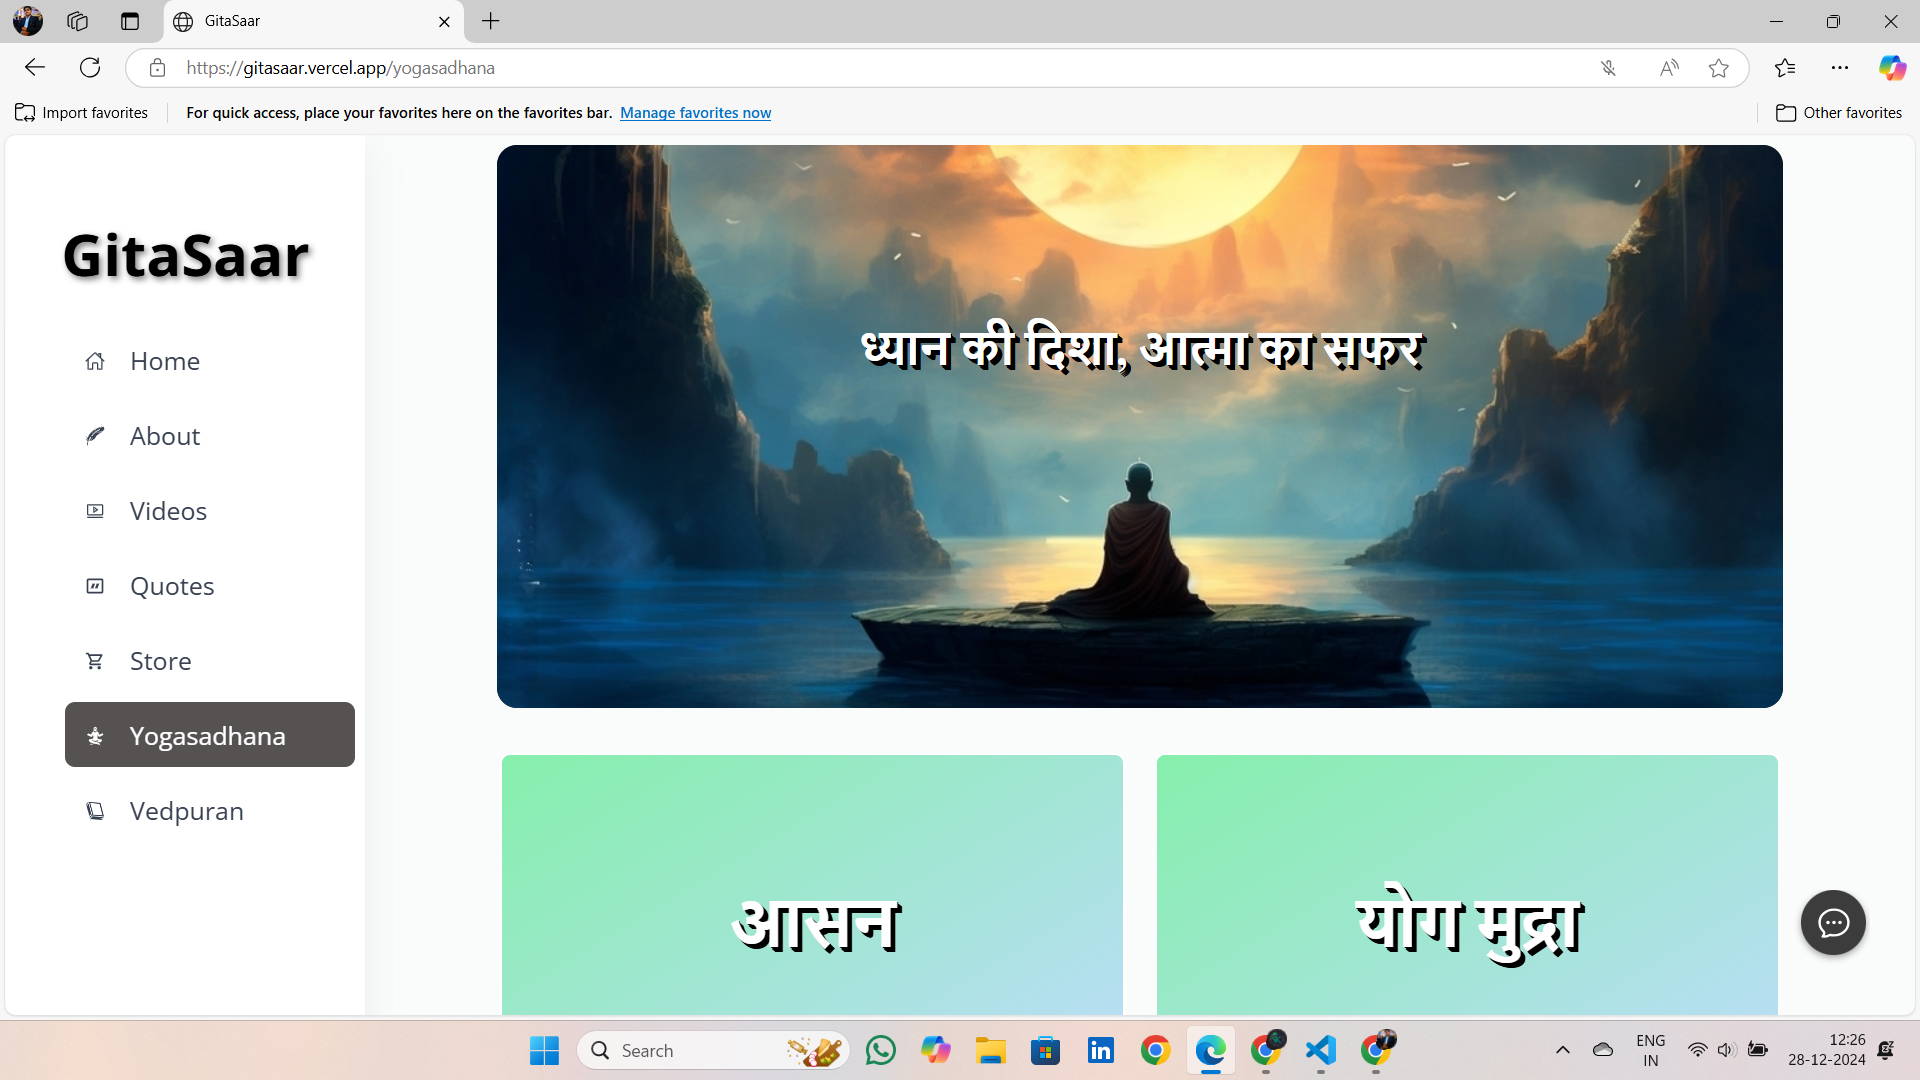 GitaSaar
https://gitasaar.vercel.app/yogasadhana
Import favorites
For quick access, place your favorites here on the favorites bar. Manage favorites now
Other favorites
GitaSaar
Home
About
Videos
Quotes
Store
Yogasadhana
Vedpuran
ध्यान की दिशा, आत्मा का सफर
आसन
योग मुद्रा
Search
ENG
IN
12:26
28-12-2024